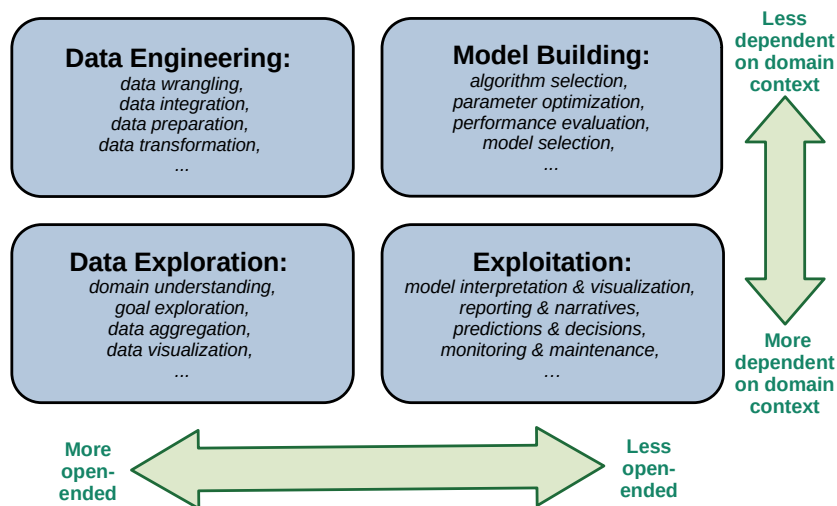 Data Engineering:
data wrangling,
data integration,
data preparation,
data transformation,
...
Model Building:
algorithm selection,
parameter optimization,
performance evaluation,
model selection,
...
Less
dependent
on domain
context
Data Exploration:
domain understanding,
goal exploration,
data aggregation,
data visualization,
...
Exploitation:
model interpretation & visualization,
reporting & narratives,
predictions & decisions,
monitoring & maintenance,
...
More
dependent
on domain
context
More
open-
ended
Less
open-
ended